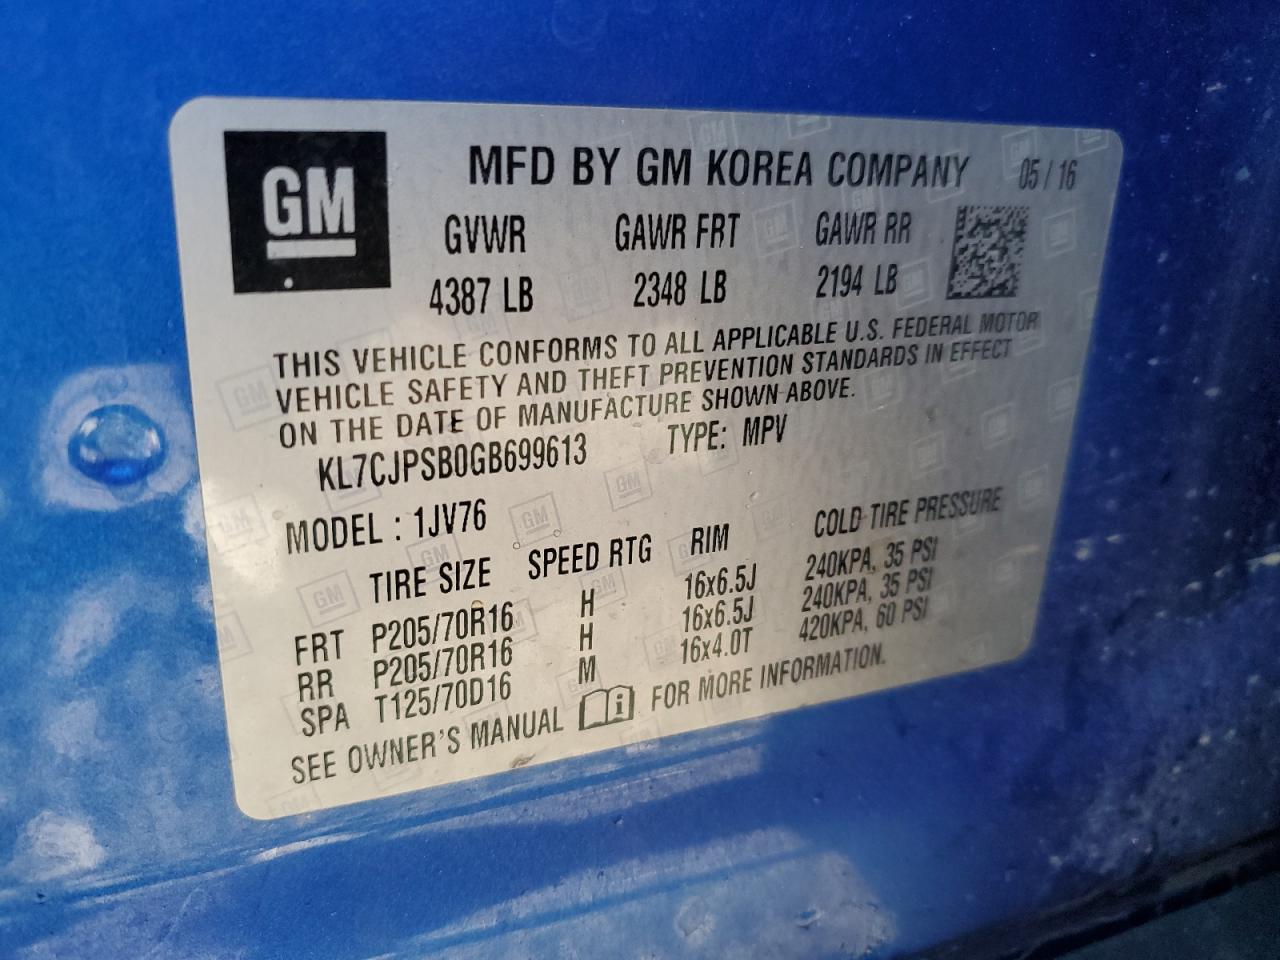 GM
MFD BY GM KOREA COMPANY 05 / 16
GVWR GAWR FRT GAWR RR
4387 LB 2348 LB 2194 LB
THIS VEHICLE CONFORMS TO ALL APPLICABLE U.S. FEDERAL MOTOR
VEHICLE SAFETY AND THEFT PREVENTION STANDARDS IN EFFECT
ON THE DATE OF MANUFACTURE SHOWN ABOVE.
KL7CJPSB0GB699613 TYPE: MPV
MODEL : 1JV76
TIRE SIZE SPEED RTG RIM COLD TIRE PRESSURE
FRT P205/70R16 H 16x6.5J 240KPA, 35 PSI
RR P205/70R16 H 16x6.5J 240KPA, 35 PSI
SPA T125/70D16 M 16x4.0T 420KPA, 60 PSI
SEE OWNER'S MANUAL i FOR MORE INFORMATION.